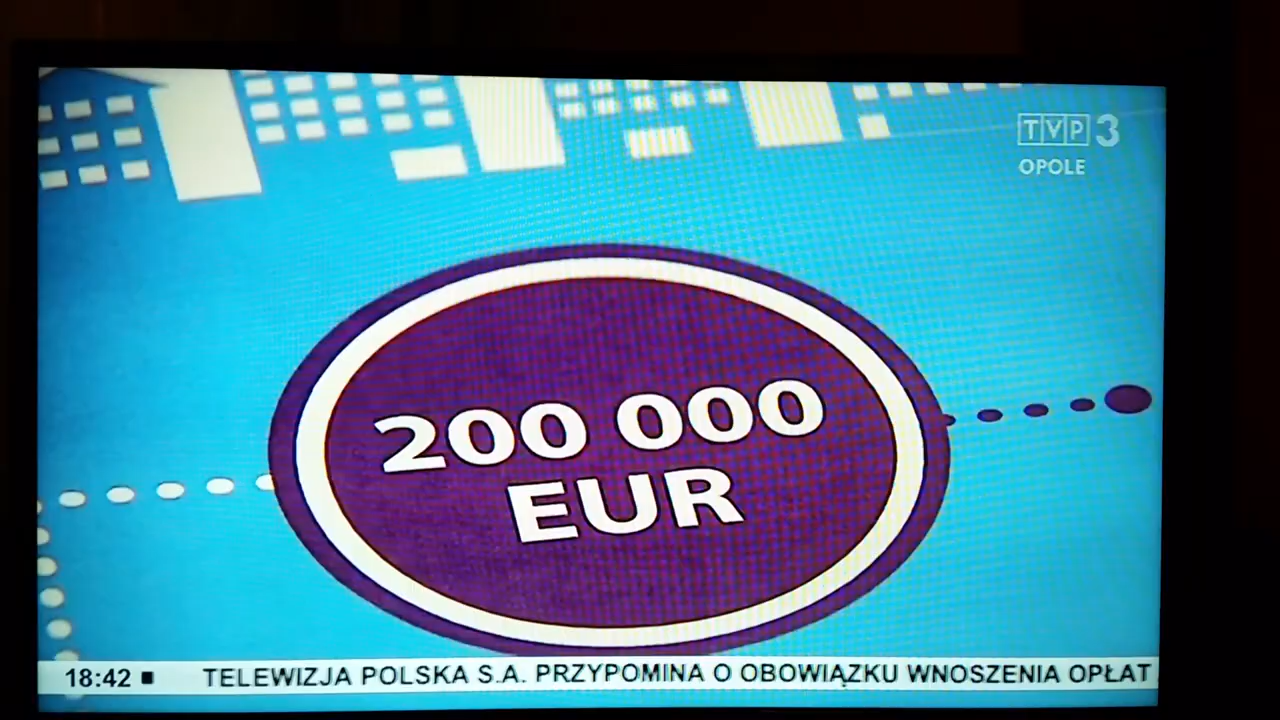 TVP3
OPOLE
200 000
EUR
18:42 ■ TELEWIZJA POLSKA S.A. PRZYPOMINA O OBOWIĄZKU WNOSZENIA OPŁAT